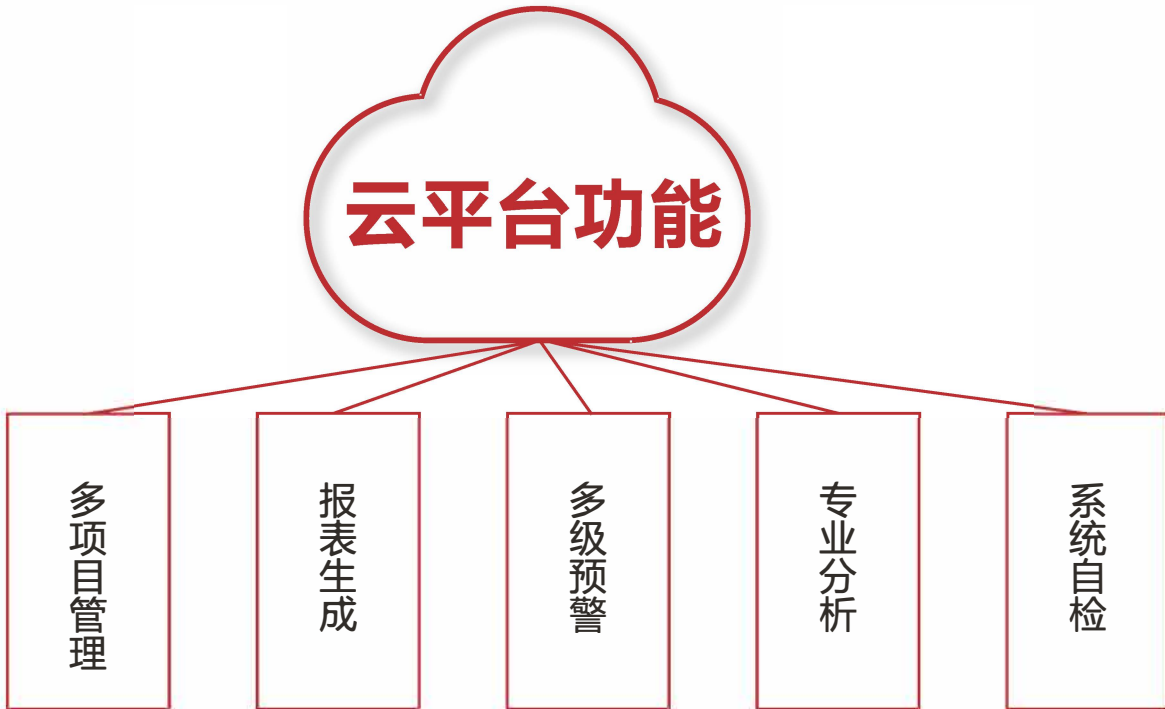 云平台功能
多项目管理
报表生成
多级预警
专业分析
系统自检